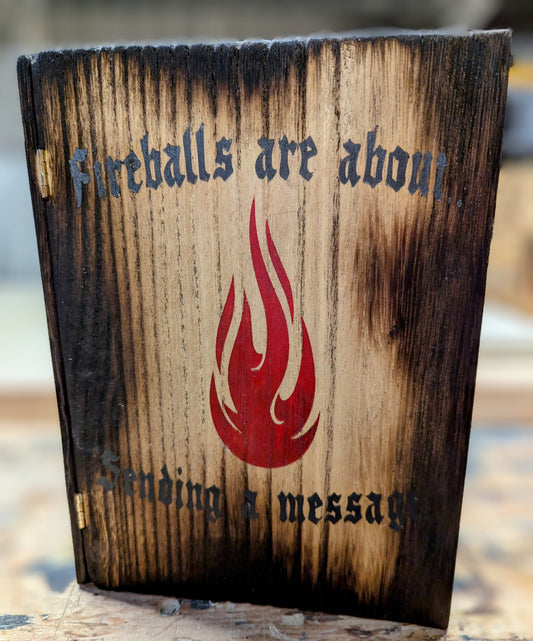 Fireballs are about..
Sending a message.